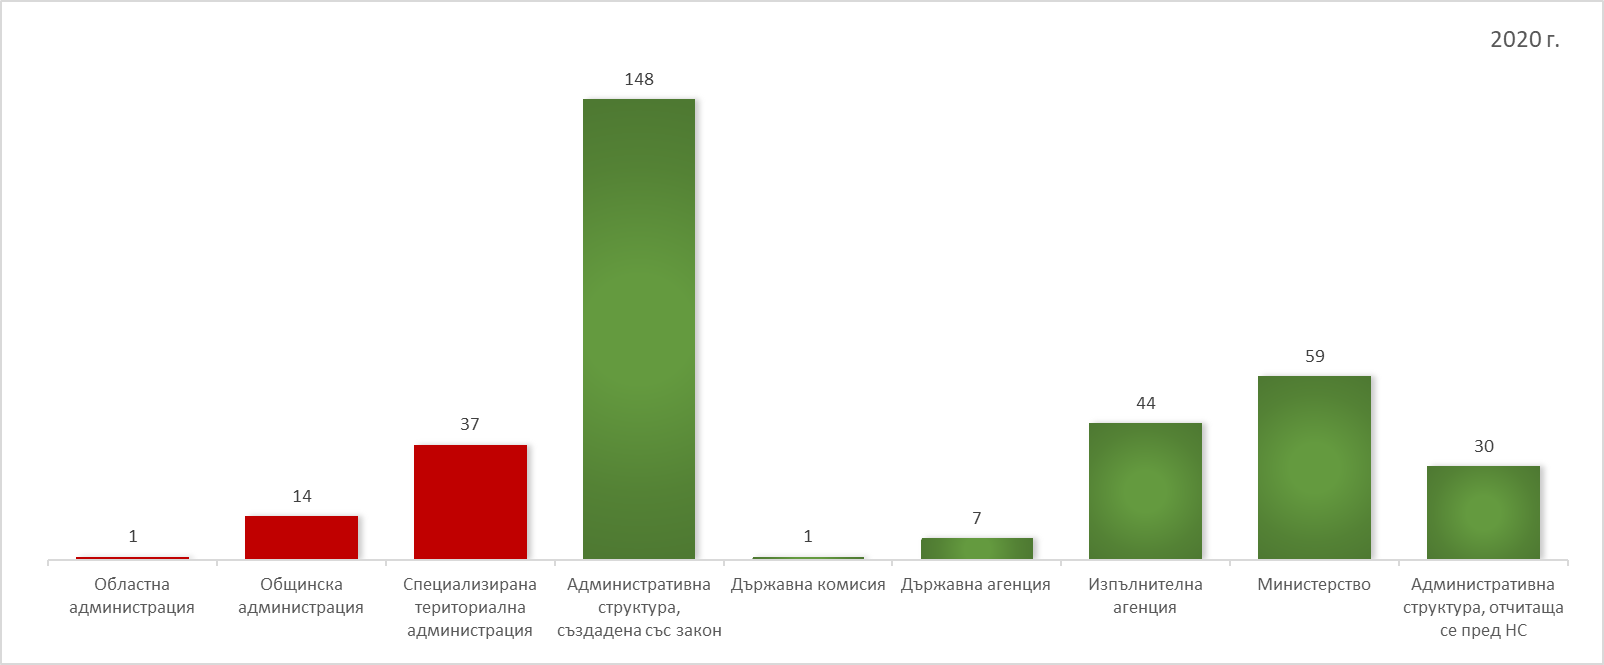 2020 г.
148
59
44
37
30
14
7
1
1
Областна
администрация
Общинска
администрация
Специализирана
териториална
администрация
Административна
структура,
създадена със закон
Държавна комисия
Държавна агенция
Изпълнителна
агенция
Министерство
Административна
структура, отчитаща
се пред НС